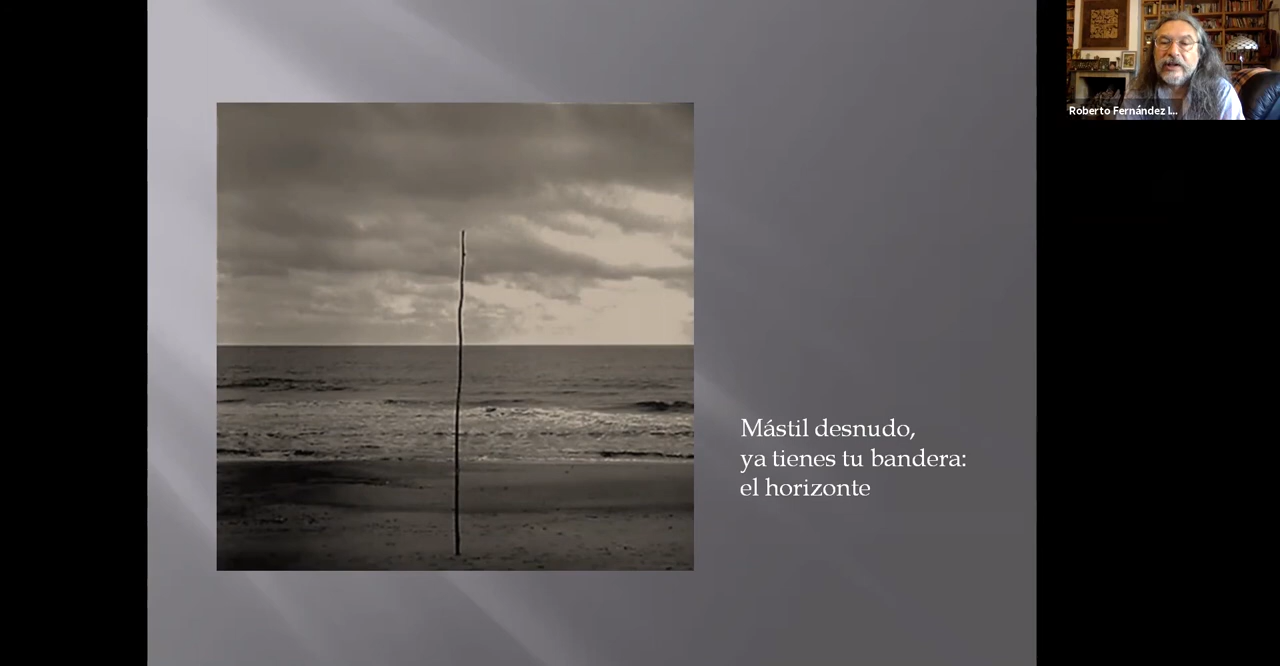 Mástil desnudo,
ya tienes tu bandera:
el horizonte
Roberto Fernández I...